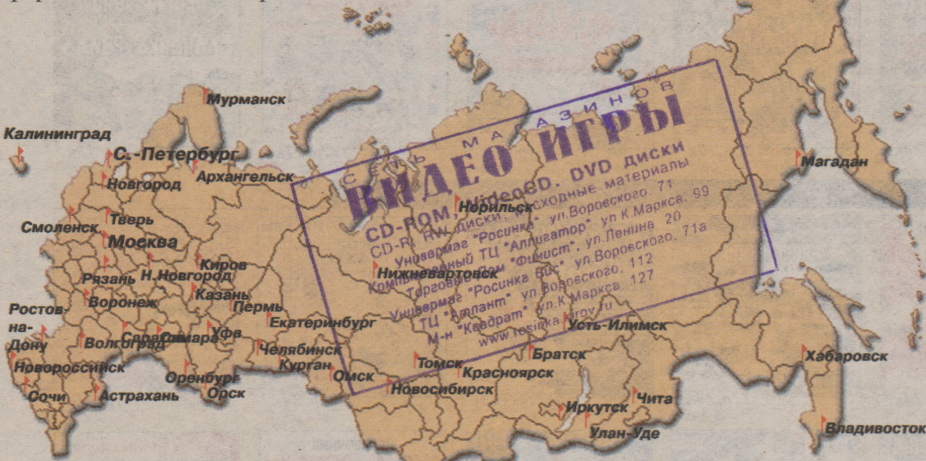 Мурманск
Калининград
С.-Петербург
Архангельск
Новгород
Магадан
Смоленск
Тверь
Москва
Норильск
Рязань
Н.Новгород
Киров
Нижневартовск
Воронеж
Казань
Пермь
Ростов-
на-
Дону
Волгоград
Саратов
Самара
Уфа
Екатеринбург
Усть-Илимск
Новороссийск
Челябинск
Курган
Омск
Томск
Красноярск
Братск
Хабаровск
Сочи
Астрахань
Оренбург
Орск
Новосибирск
Иркутск
Чита
Улан-Уде
Владивосток
СЕТЬ МАГАЗИНОВ
ВИДЕО ИГРЫ
CD-ROM, VideoCD, DVD ДИСКИ
CD-R, RW диски, расходные материалы
Универмаг "Росинка" ул.Воровского, 71
Компьютерный ТЦ "Аллигатор" ул К.Маркса, 99
Торговый дом "Финист", ул.Ленина, 20
Универмаг "Росинка Бис", ул.Воровского, 71а
ТЦ "Атлант" ул.Воровского, 112
М-н "Квадрат" ул.К.Маркса, 127
www.rosinka.kirov.ru